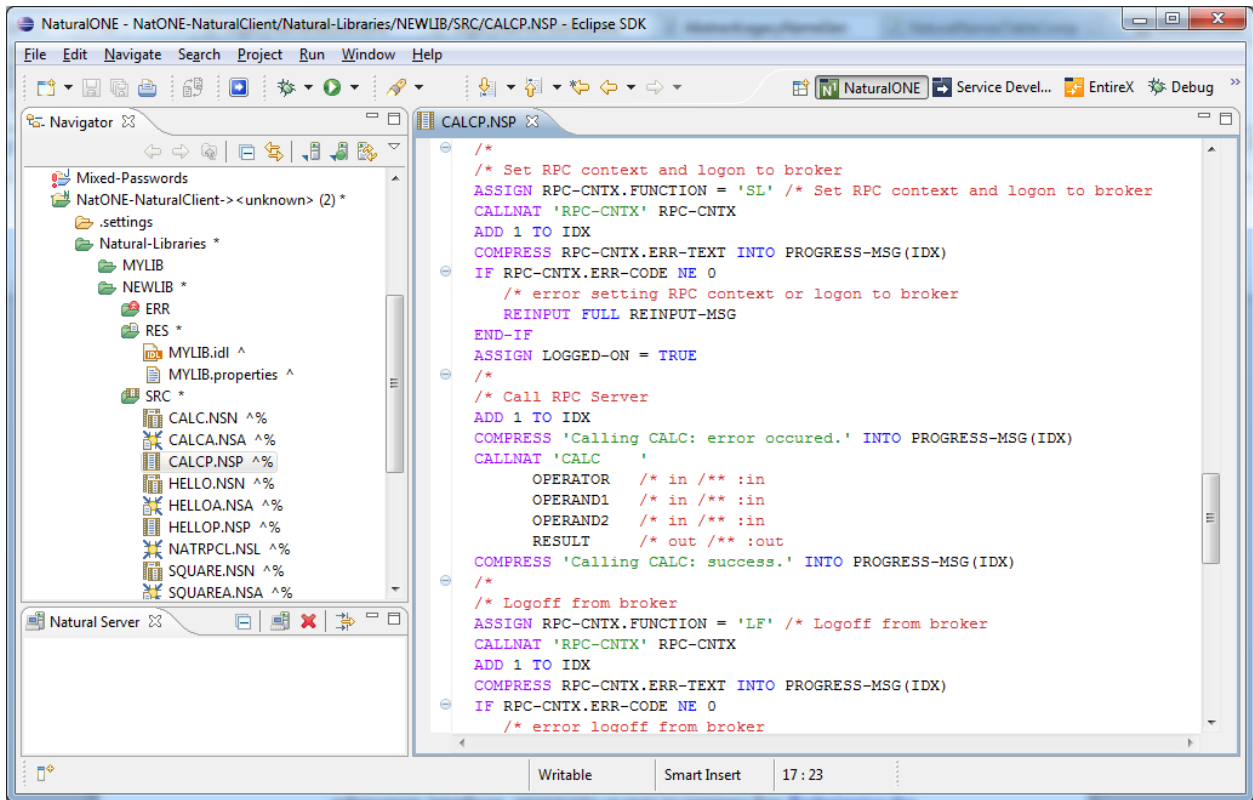 NaturalONE - NatONE-NaturalClient/Natural-Libraries/NEWLIB/SRC/CALCP.NSP - Eclipse SDK
File Edit Navigate Search Project Run Window Help
NaturalONE Service Devel... EntireX Debug »
Navigator
Mixed-Passwords
NatONE-NaturalClient-><unknown> (2) *
.settings
Natural-Libraries *
MYLIB
NEWLIB *
ERR
RES *
MYLIB.idl ^
MYLIB.properties ^
SRC *
CALC.NSN ^%
CALCA.NSA ^%
CALCP.NSP ^%
HELLO.NSN ^%
HELLOA.NSA ^%
HELLOP.NSP ^%
NATRPCL.NSL ^%
SQUARE.NSN ^%
SQUAREA.NSA ^%
Natural Server
CALCP.NSP
/*
/* Set RPC context and logon to broker
ASSIGN RPC-CNTX.FUNCTION = 'SL' /* Set RPC context and logon to broker
CALLNAT 'RPC-CNTX' RPC-CNTX
ADD 1 TO IDX
COMPRESS RPC-CNTX.ERR-TEXT INTO PROGRESS-MSG(IDX)
IF RPC-CNTX.ERR-CODE NE 0
/* error setting RPC context or logon to broker
REINPUT FULL REINPUT-MSG
END-IF
ASSIGN LOGGED-ON = TRUE
/*
/* Call RPC Server
ADD 1 TO IDX
COMPRESS 'Calling CALC: error occured.' INTO PROGRESS-MSG(IDX)
CALLNAT 'CALC    '
OPERATOR /* in /** :in
OPERAND1 /* in /** :in
OPERAND2 /* in /** :in
RESULT /* out /** :out
COMPRESS 'Calling CALC: success.' INTO PROGRESS-MSG(IDX)
/*
/* Logoff from broker
ASSIGN RPC-CNTX.FUNCTION = 'LF' /* Logoff from broker
CALLNAT 'RPC-CNTX' RPC-CNTX
ADD 1 TO IDX
COMPRESS RPC-CNTX.ERR-TEXT INTO PROGRESS-MSG(IDX)
IF RPC-CNTX.ERR-CODE NE 0
/* error logoff from broker
Writable Smart Insert 17 : 23